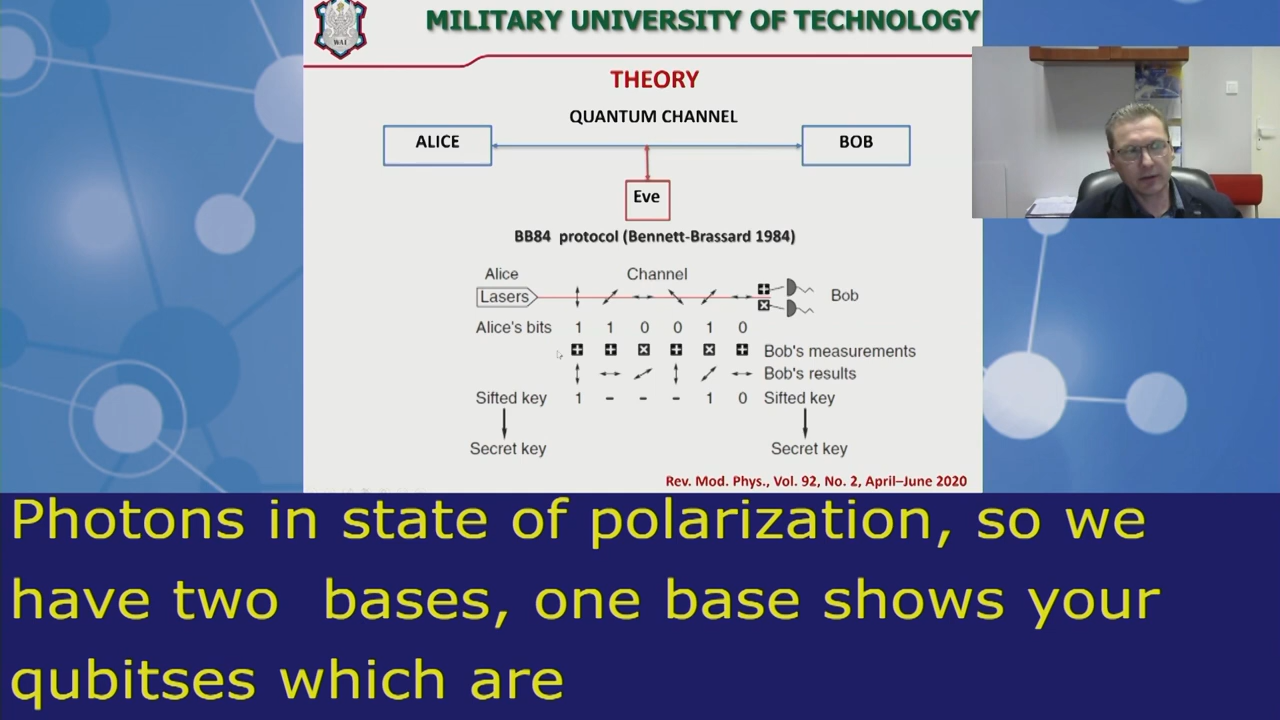 MILITARY UNIVERSITY OF TECHNOLOGY
WAT
THEORY
QUANTUM CHANNEL
ALICE
BOB
Eve
BB84 protocol (Bennett-Brassard 1984)
Alice Channel
Lasers Bob
Alice's bits 1 1 0 0 1 0
Bob's measurements
Bob's results
Sifted key 1 - - - 1 0 Sifted key
Secret key Secret key
Rev. Mod. Phys., Vol. 92, No. 2, April–June 2020
Photons in state of polarization, so we
have two bases, one base shows your
qubitses which are